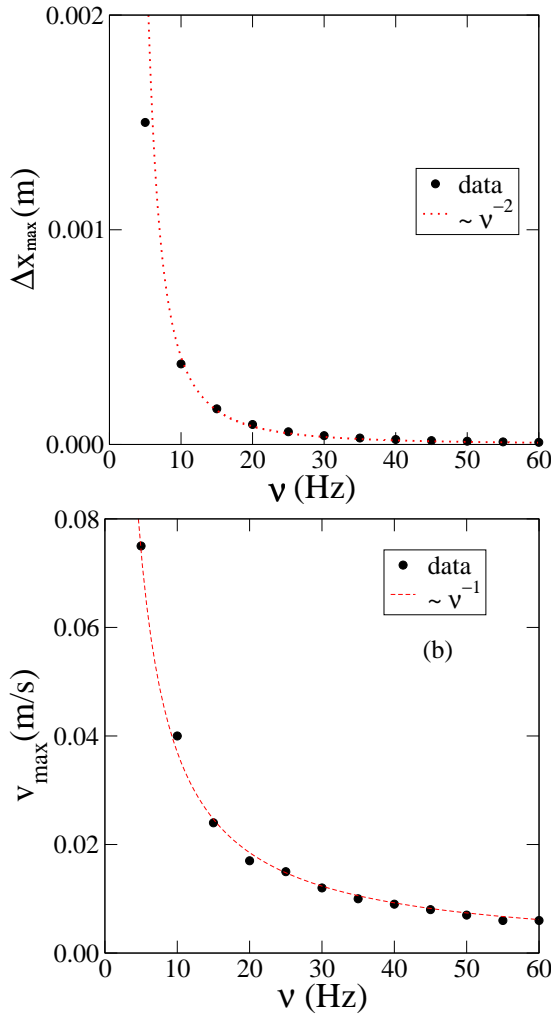 0.002
0.001
0.000
Δx_max(m)
data
~ ν^-2
0 10 20 30 40 50 60
ν (Hz)
0.08
0.06
0.04
0.02
0.00
v_max(m/s)
data
~ ν^-1
(b)
0 10 20 30 40 50 60
ν (Hz)